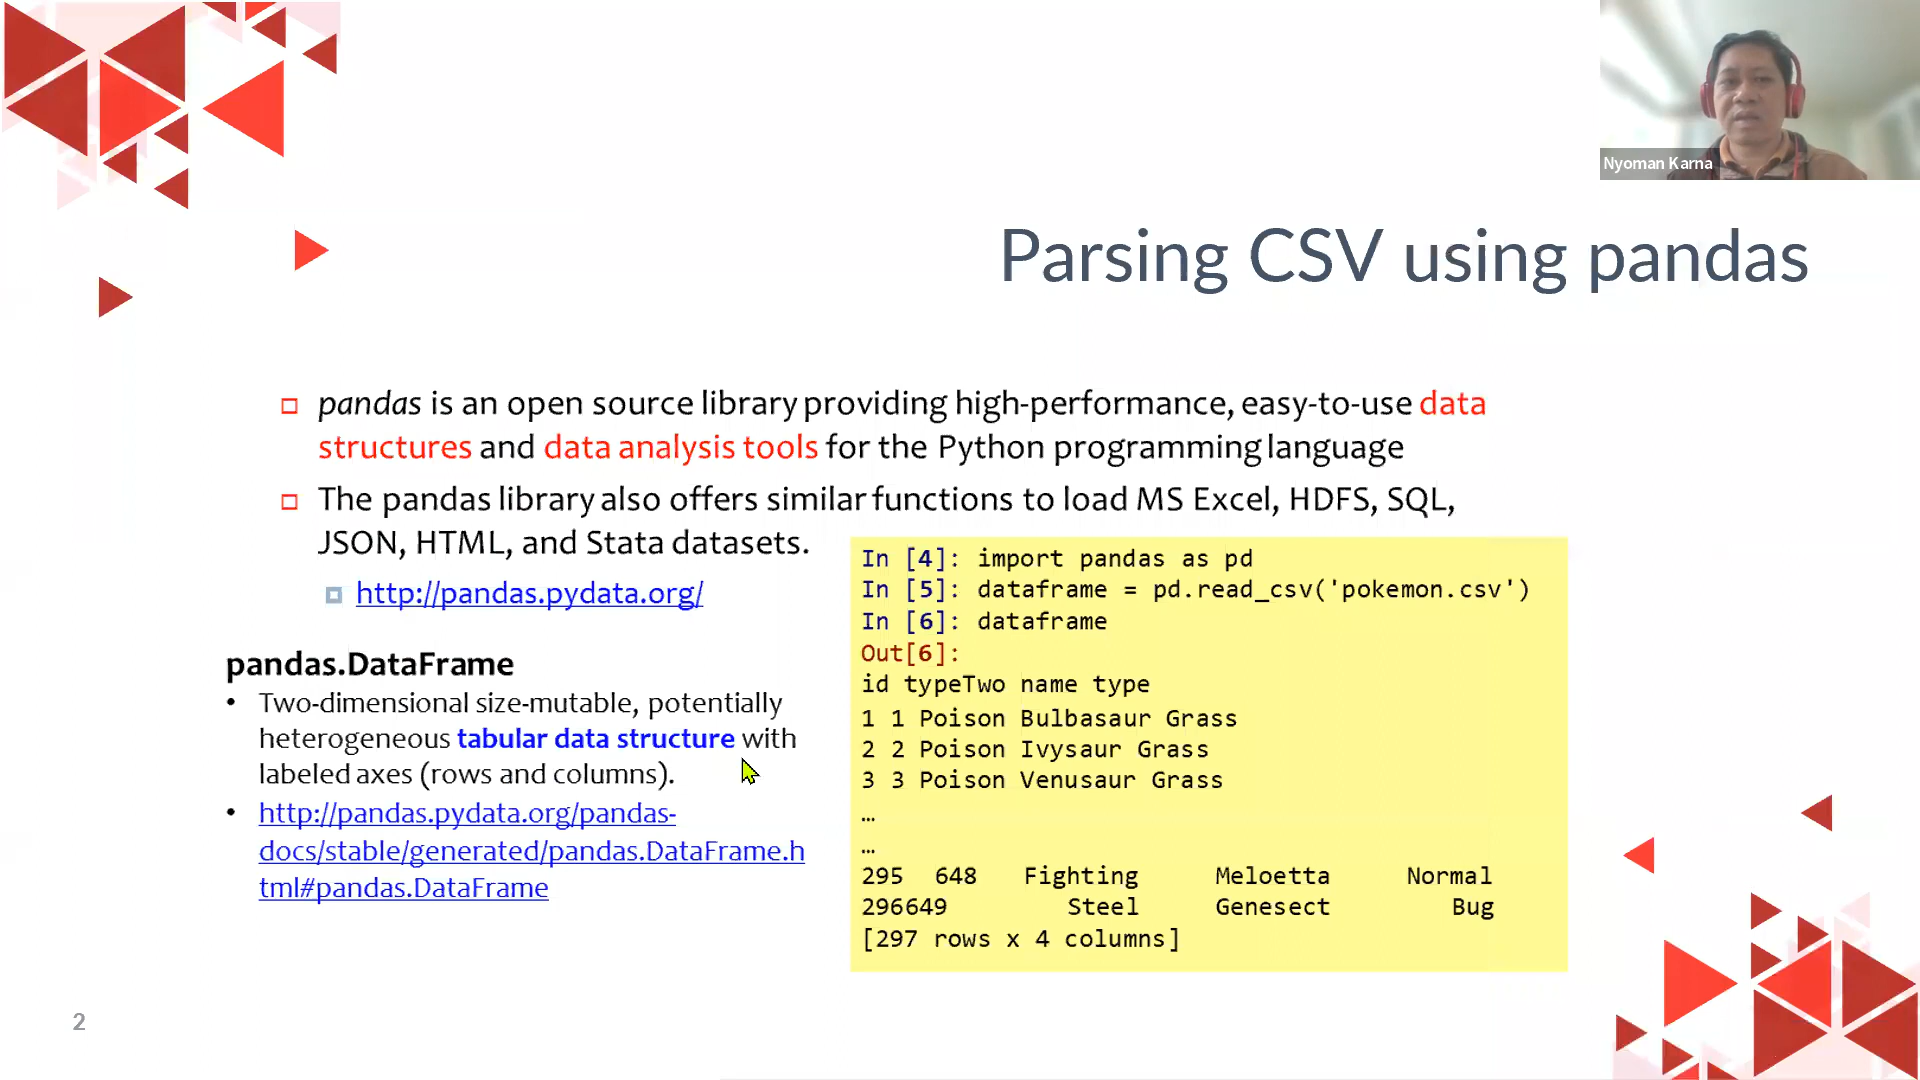 Nyoman Karna
Parsing CSV using pandas
pandas is an open source library providing high-performance, easy-to-use data
structures and data analysis tools for the Python programming language
The pandas library also offers similar functions to load MS Excel, HDFS, SQL,
JSON, HTML, and Stata datasets.
http://pandas.pydata.org/
pandas.DataFrame
• Two-dimensional size-mutable, potentially
heterogeneous tabular data structure with
labeled axes (rows and columns).
• http://pandas.pydata.org/pandas-
docs/stable/generated/pandas.DataFrame.h
tml#pandas.DataFrame
In [4]: import pandas as pd
In [5]: dataframe = pd.read_csv('pokemon.csv')
In [6]: dataframe
Out[6]:
id typeTwo name type
1 1 Poison Bulbasaur Grass
2 2 Poison Ivysaur Grass
3 3 Poison Venusaur Grass
…
…
295 648 Fighting Meloetta Normal
296649 Steel Genesect Bug
[297 rows x 4 columns]
2